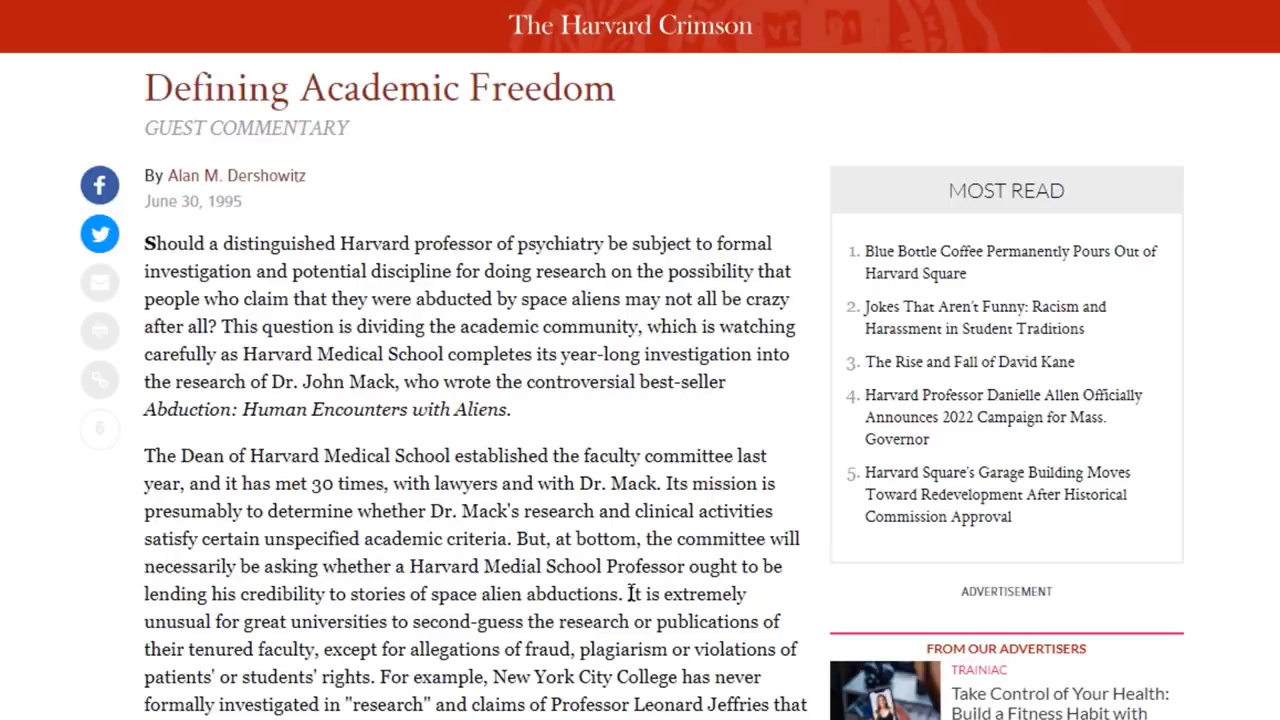 The Harvard Crimson
Defining Academic Freedom
GUEST COMMENTARY
By Alan M. Dershowitz
June 30, 1995
Should a distinguished Harvard professor of psychiatry be subject to formal
investigation and potential discipline for doing research on the possibility that
people who claim that they were abducted by space aliens may not all be crazy
after all? This question is dividing the academic community, which is watching
carefully as Harvard Medical School completes its year-long investigation into
the research of Dr. John Mack, who wrote the controversial best-seller
Abduction: Human Encounters with Aliens.
The Dean of Harvard Medical School established the faculty committee last
year, and it has met 30 times, with lawyers and with Dr. Mack. Its mission is
presumably to determine whether Dr. Mack's research and clinical activities
satisfy certain unspecified academic criteria. But, at bottom, the committee will
necessarily be asking whether a Harvard Medial School Professor ought to be
lending his credibility to stories of space alien abductions. It is extremely
unusual for great universities to second-guess the research or publications of
their tenured faculty, except for allegations of fraud, plagiarism or violations of
patients' or students' rights. For example, New York City College has never
formally investigated in "research" and claims of Professor Leonard Jeffries that
MOST READ
1. Blue Bottle Coffee Permanently Pours Out of
Harvard Square
2. Jokes That Aren't Funny: Racism and
Harassment in Student Traditions
3. The Rise and Fall of David Kane
4. Harvard Professor Danielle Allen Officially
Announces 2022 Campaign for Mass.
Governor
5. Harvard Square's Garage Building Moves
Toward Redevelopment After Historical
Commission Approval
ADVERTISEMENT
FROM OUR ADVERTISERS
TRAINIAC
Take Control of Your Health:
Build a Fitness Habit with